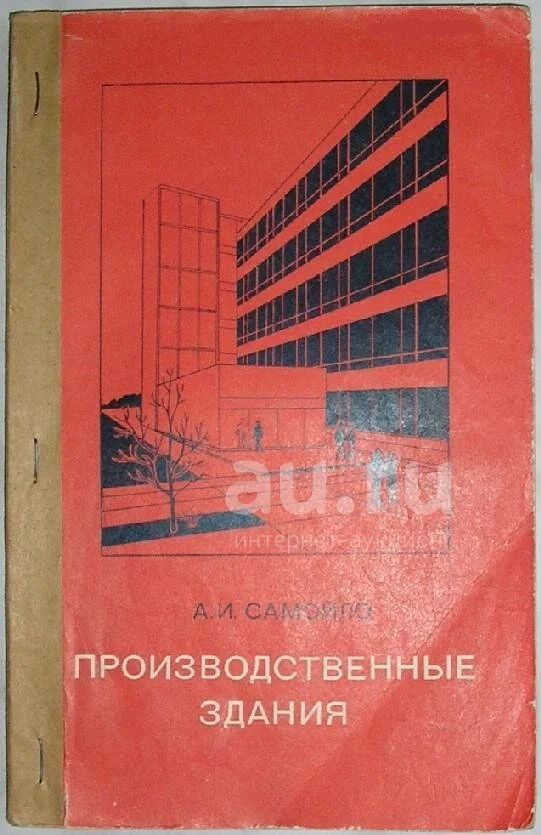 au.ru
интернет-аукцион
А.И. САМОЙЛО
ПРОИЗВОДСТВЕННЫЕ
ЗДАНИЯ